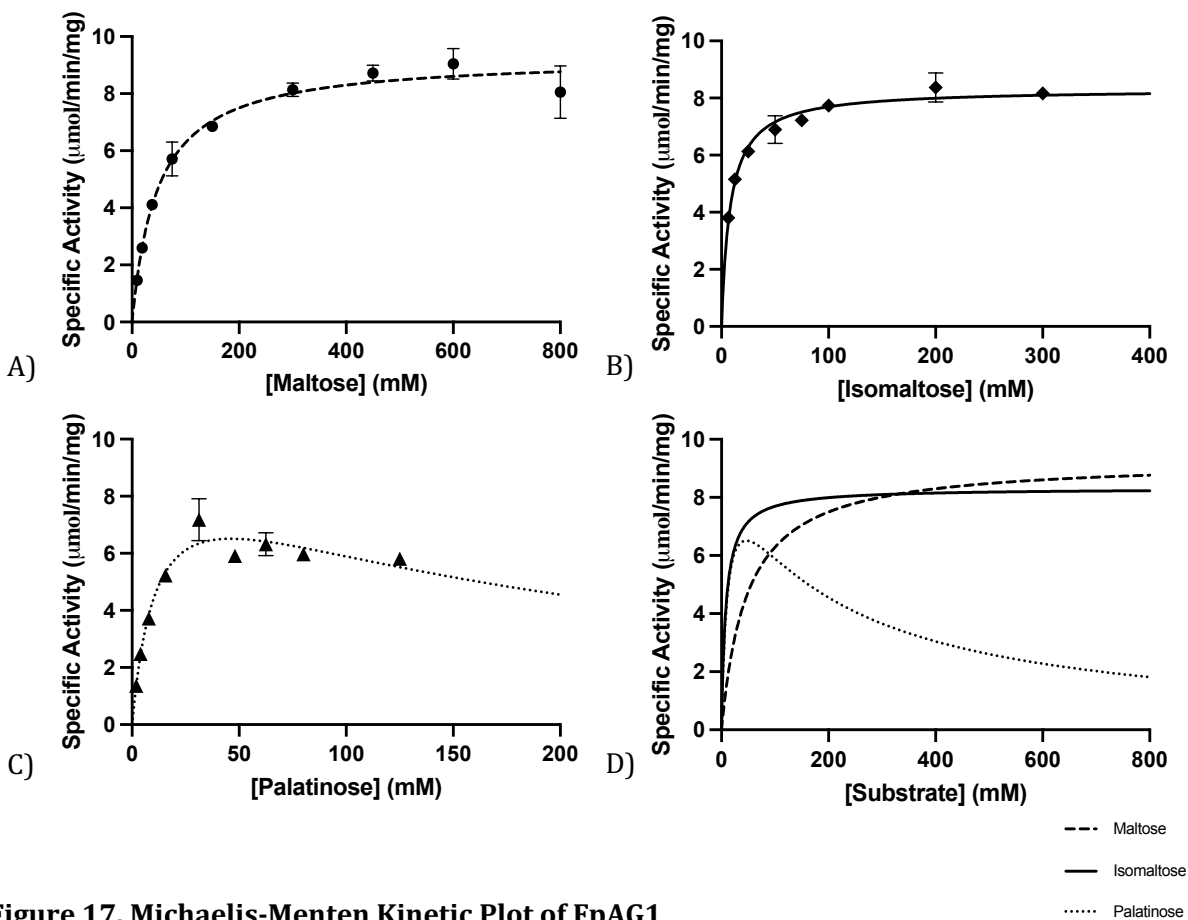 Specific Activity (µmol/min/mg)
10
8
6
4
2
0
0 200 400 600 800
[Maltose] (mM)
A)
Specific Activity (µmol/min/mg)
10
8
6
4
2
0
0 100 200 300 400
[Isomaltose] (mM)
B)
Specific Activity (µmol/min/mg)
10
8
6
4
2
0
0 50 100 150 200
[Palatinose] (mM)
C)
Specific Activity (µmol/min/mg)
10
8
6
4
2
0
0 200 400 600 800
[Substrate] (mM)
D)
Maltose
Isomaltose
Palatinose
Figure 17. Michaelis-Menten Kinetic Plot of FpAG1